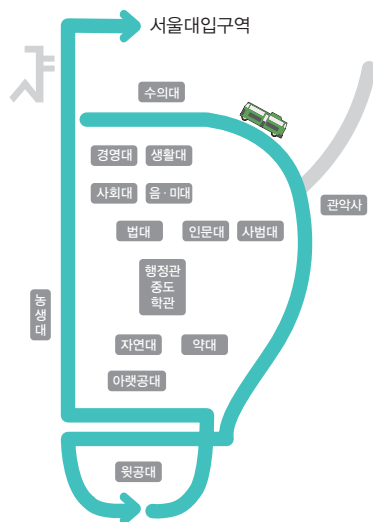 서울대입구역
수의대
경영대 생활대
사회대 음·미대
관악사
법대 인문대 사범대
행정관
중도
학관
농
생
대
자연대 약대
아랫공대
윗공대